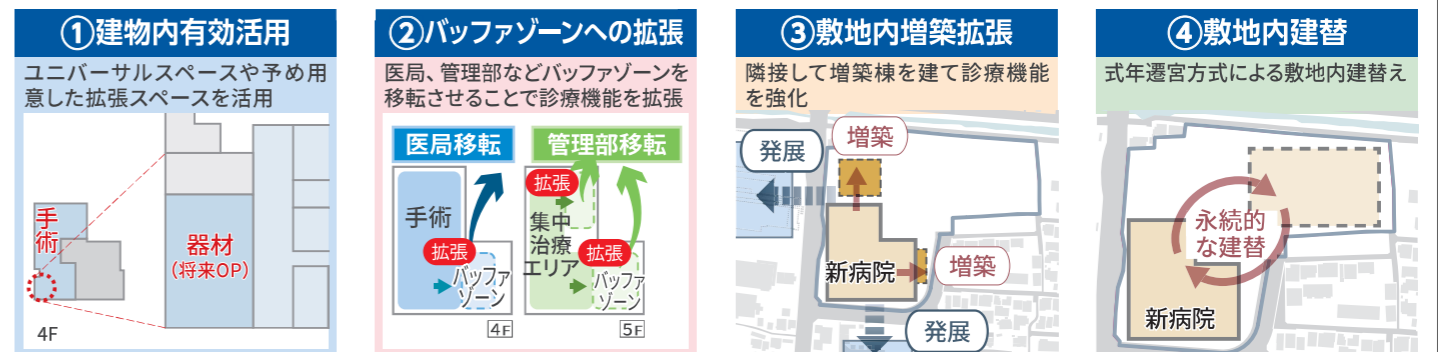 ①建物内有効活用
ユニバーサルスペースや予め用
意した拡張スペースを活用
手術
器材
(将来OP)
4F
②バッファゾーンへの拡張
医局、管理部などバッファゾーンを
移転させることで診療機能を拡張
医局移転
管理部移転
手術
拡張
バッファ
ゾーン
4F
拡張
集中
治療
エリア
拡張
バッファ
ゾーン
5F
③敷地内増築拡張
隣接して増築棟を建て診療機能
を強化
発展
増築
新病院
増築
発展
④敷地内建替
式年遷宮方式による敷地内建替え
永続的
な建替
新病院